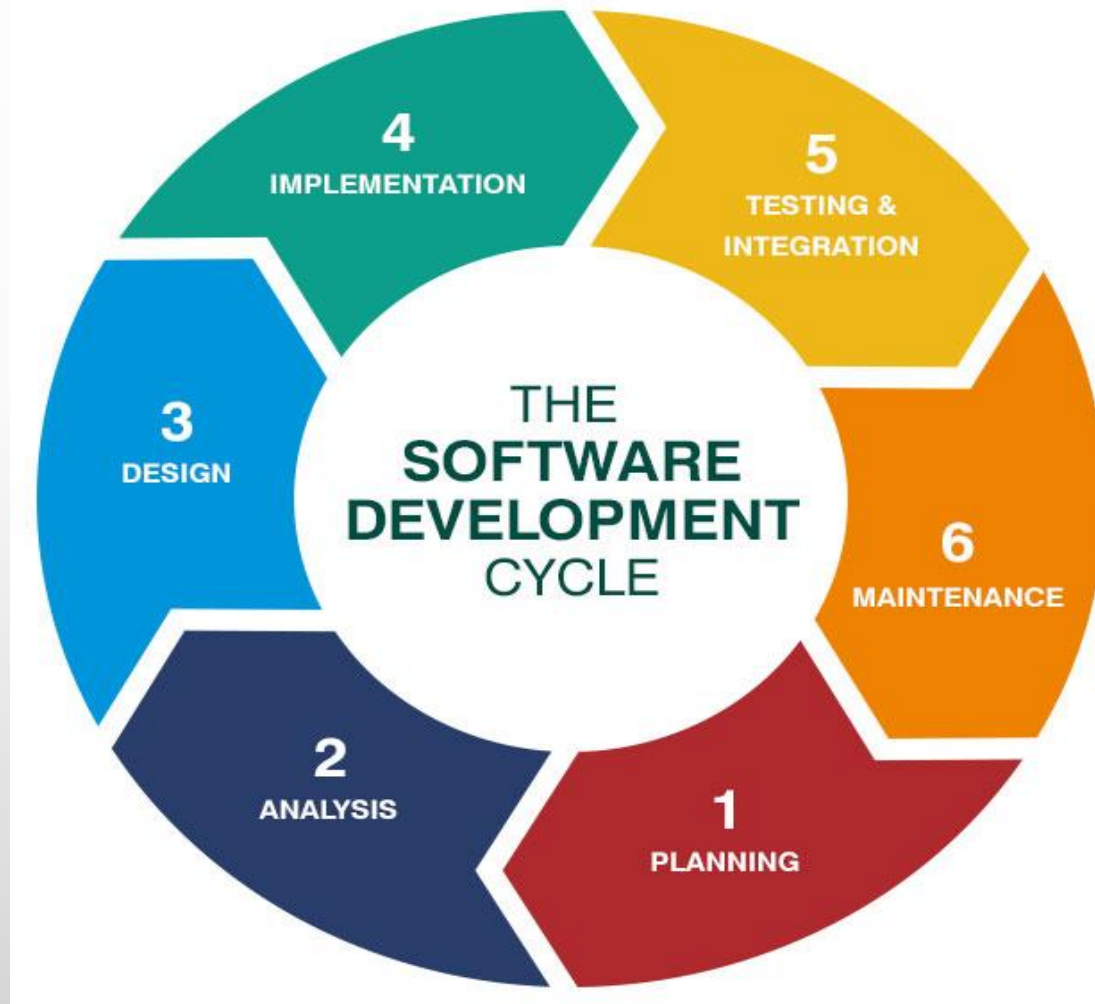 THE
SOFTWARE
DEVELOPMENT
CYCLE
1
PLANNING
2
ANALYSIS
3
DESIGN
4
IMPLEMENTATION
5
TESTING &
INTEGRATION
6
MAINTENANCE